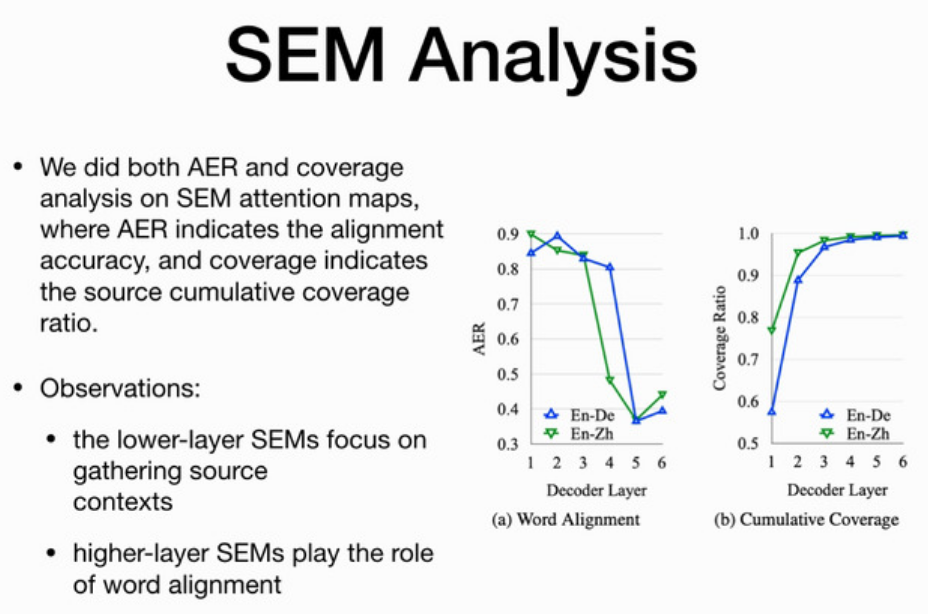 SEM Analysis
• We did both AER and coverage
analysis on SEM attention maps,
where AER indicates the alignment
accuracy, and coverage indicates
the source cumulative coverage
ratio.
• Observations:
• the lower-layer SEMs focus on
gathering source
contexts
• higher-layer SEMs play the role
of word alignment
AER
0.9
0.8
0.7
0.6
0.5
0.4
0.3
En-De
En-Zh
1 2 3 4 5 6
Decoder Layer
(a) Word Alignment
Coverage Ratio
1.0
0.9
0.8
0.7
0.6
0.5
En-De
En-Zh
1 2 3 4 5 6
Decoder Layer
(b) Cumulative Coverage